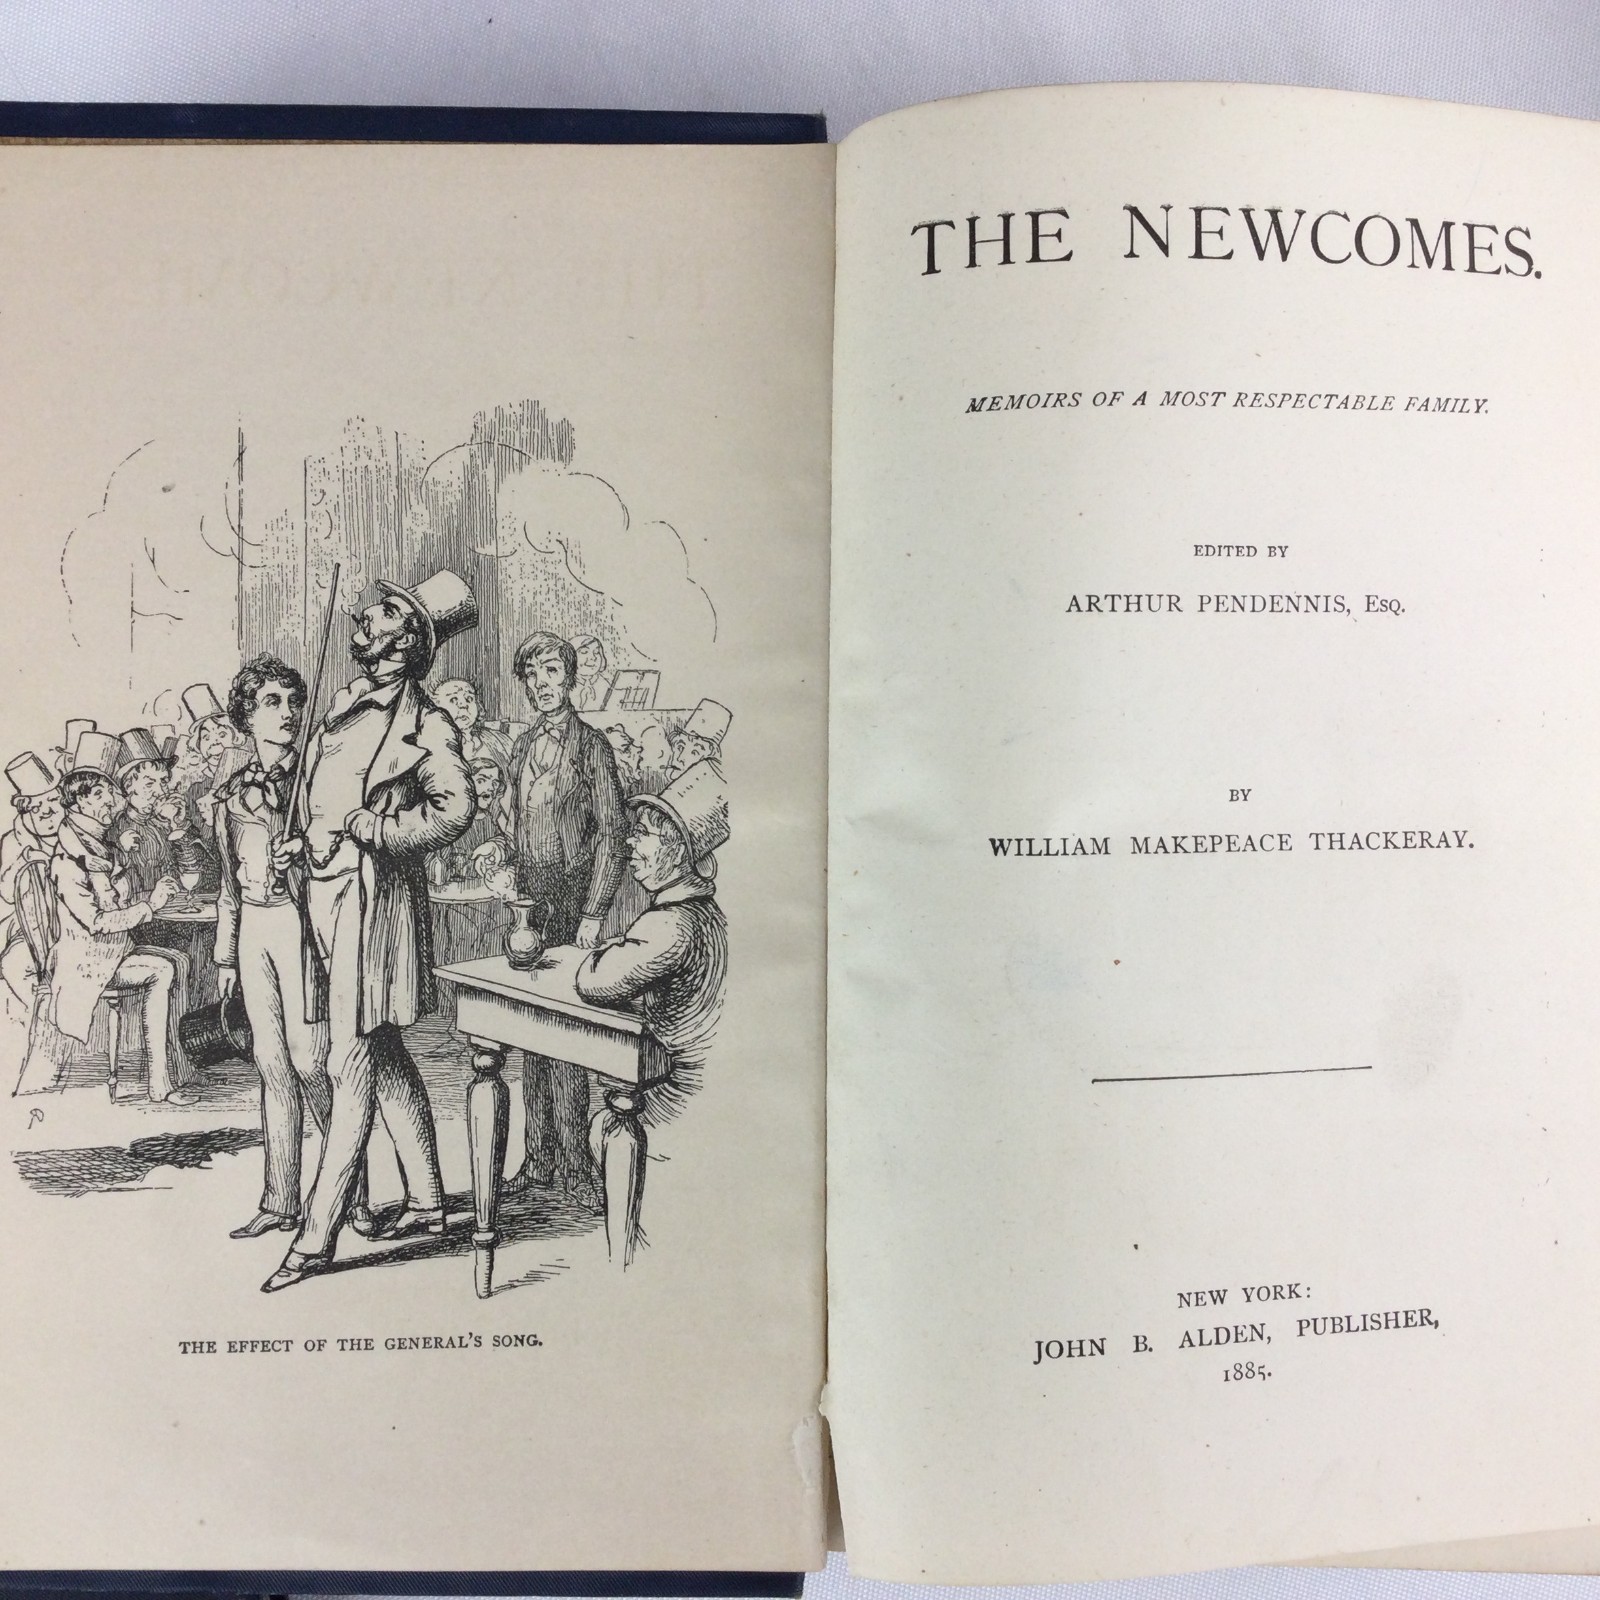 THE EFFECT OF THE GENERAL'S SONG.
THE NEWCOMES.
MEMOIRS OF A MOST RESPECTABLE FAMILY.
EDITED BY
ARTHUR PENDENNIS, ESQ.
BY
WILLIAM MAKEPEACE THACKERAY.
NEW YORK:
JOHN B. ALDEN, PUBLISHER,
1885.